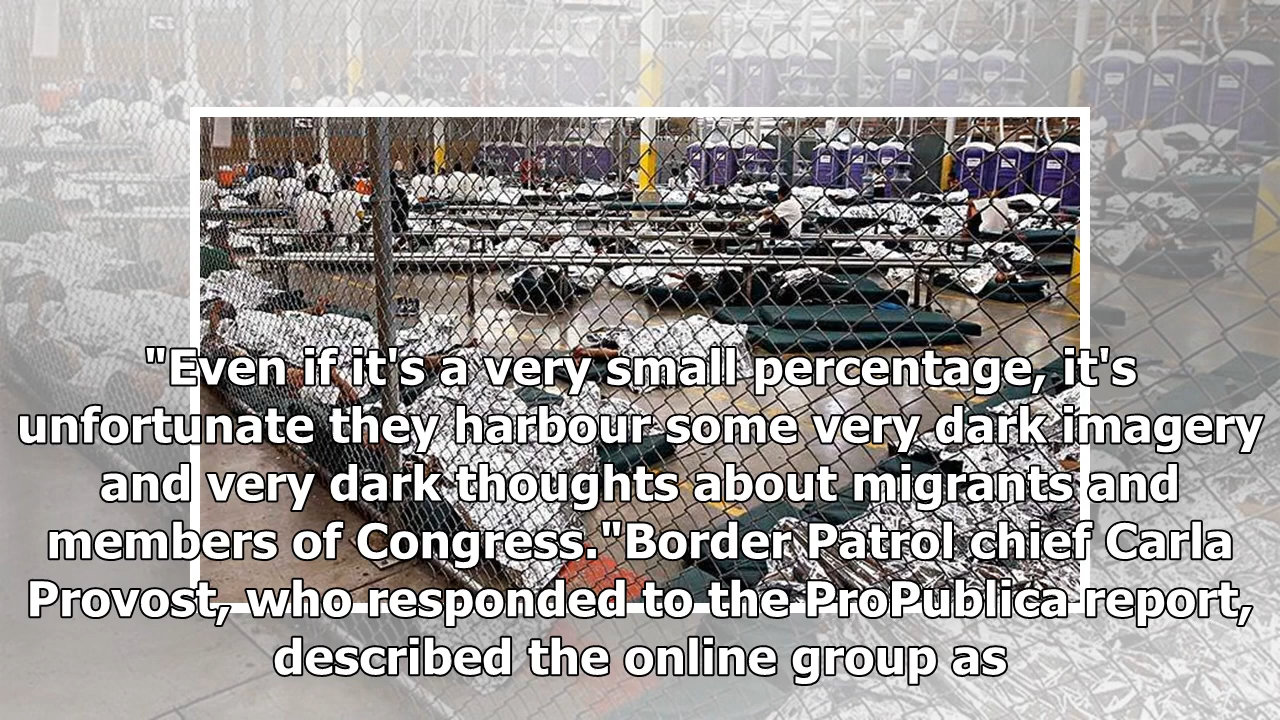 "Even if it's a very small percentage, it's
unfortunate they harbour some very dark imagery
and very dark thoughts about migrants and
members of Congress."Border Patrol chief Carla
Provost, who responded to the ProPublica report,
described the online group as